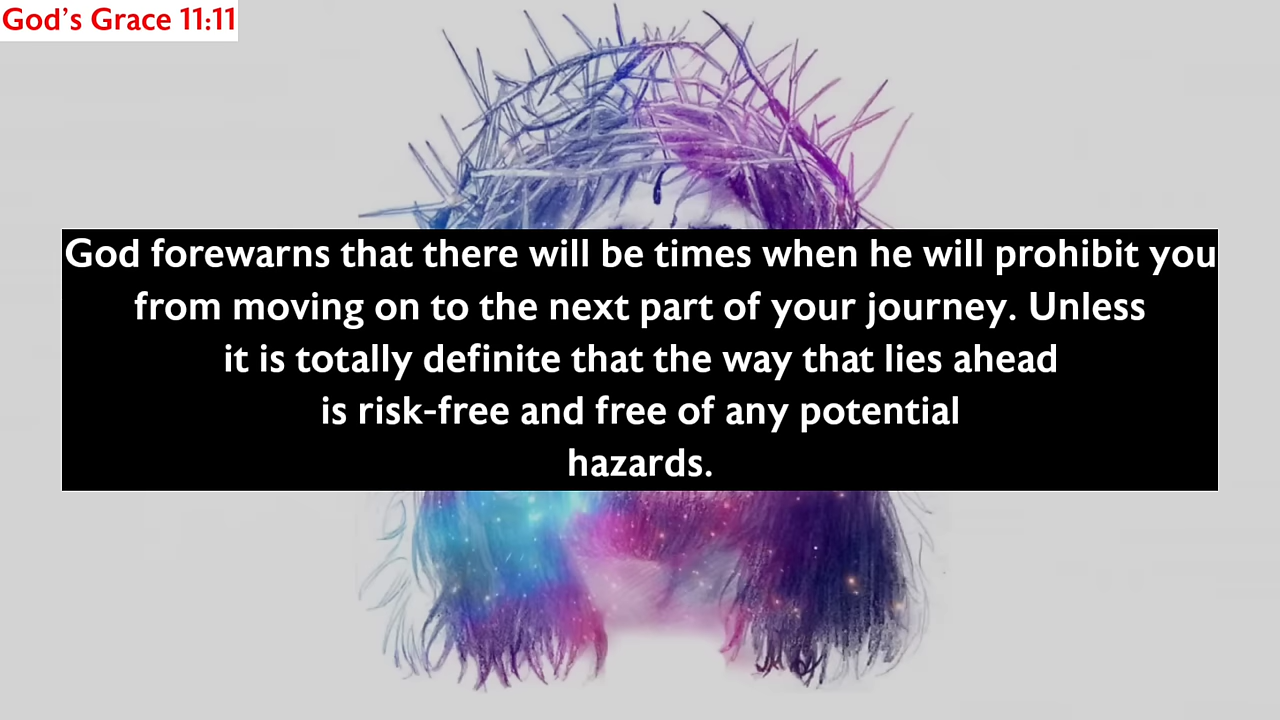 God's Grace 11:11
God forewarns that there will be times when he will prohibit you
from moving on to the next part of your journey. Unless
it is totally definite that the way that lies ahead
is risk-free and free of any potential
hazards.